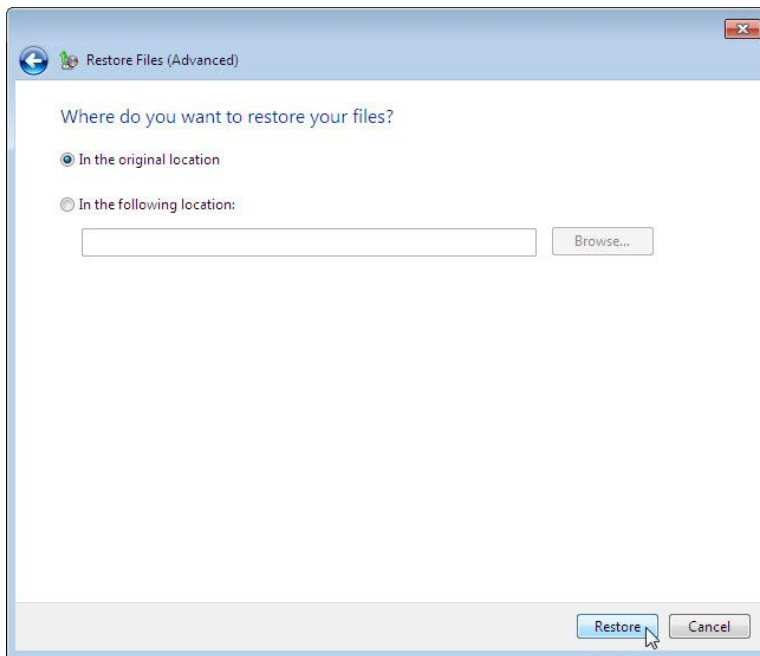 Restore Files (Advanced)
Where do you want to restore your files?
In the original location
In the following location:
Browse...
Restore
Cancel